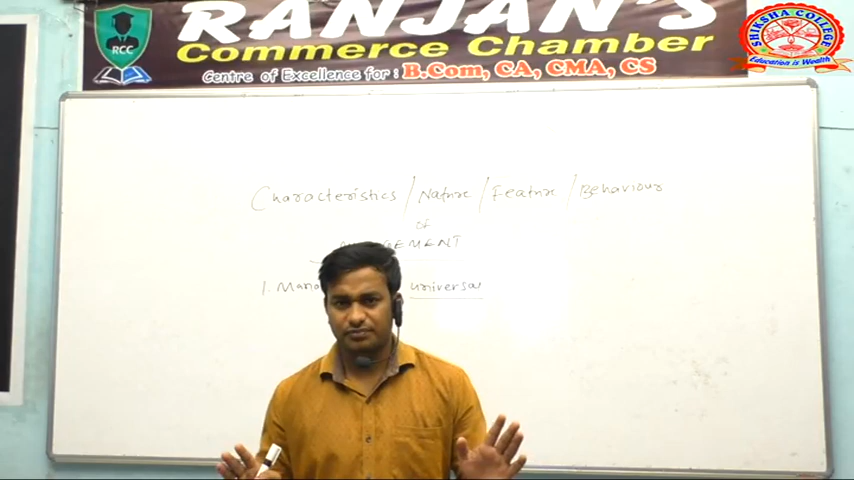 RANJAN'S
Commerce Chamber
Centre of Excellence for : B.Com, CA, CMA, CS
RCC
SHIKSHA COLLEGE
Education is Wealth
Characteristics / Nature / Feature / Behaviour
of
GEMENT
1. Mana universal